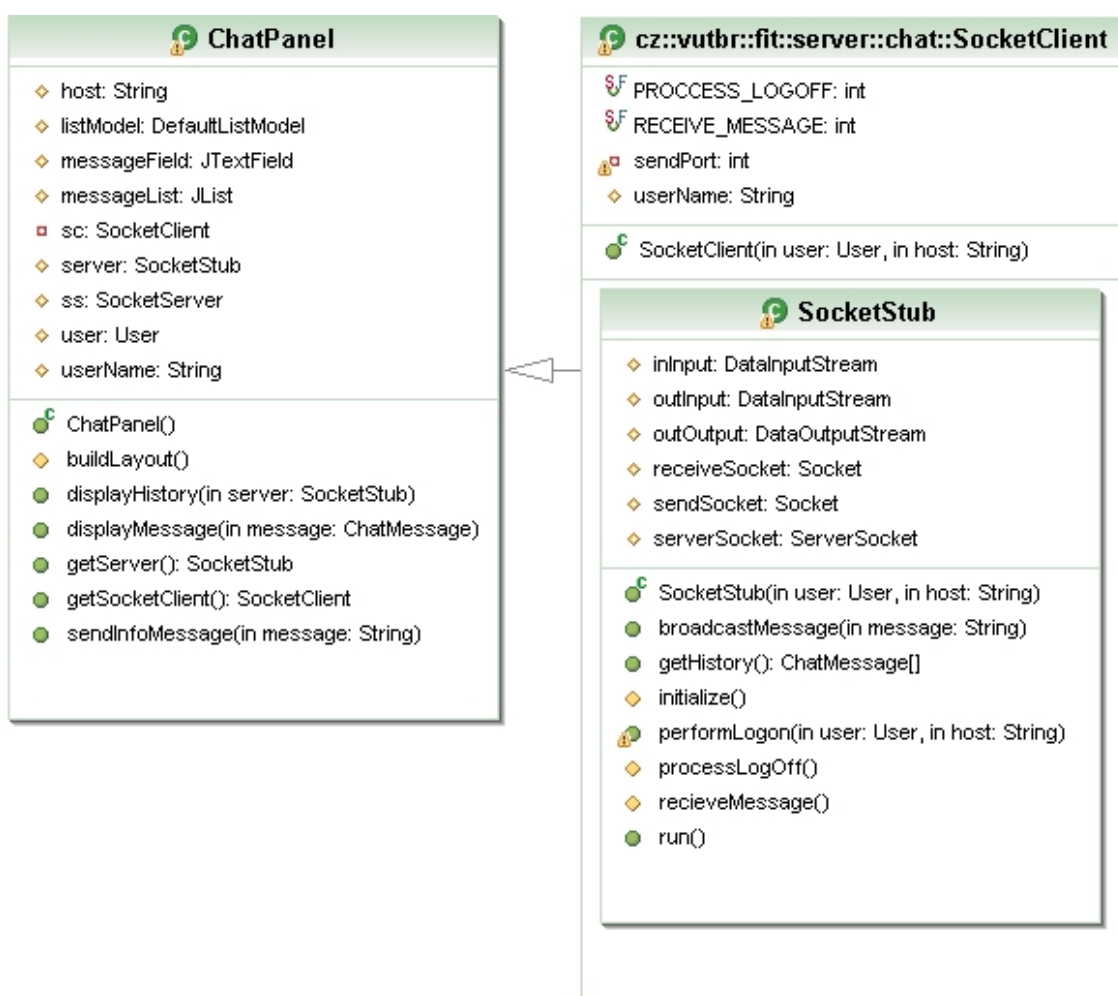 ChatPanel
host: String
listModel: DefaultListModel
messageField: JTextField
messageList: JList
sc: SocketClient
server: SocketStub
ss: SocketServer
user: User
userName: String
ChatPanel()
buildLayout()
displayHistory(in server: SocketStub)
displayMessage(in message: ChatMessage)
getServer(): SocketStub
getSocketClient(): SocketClient
sendInfoMessage(in message: String)
cz::vutbr::fit::server::chat::SocketClient
PROCCESS_LOGOFF: int
RECEIVE_MESSAGE: int
sendPort: int
userName: String
SocketClient(in user: User, in host: String)
SocketStub
inInput: DataInputStream
outInput: DataInputStream
outOutput: DataOutputStream
receiveSocket: Socket
sendSocket: Socket
serverSocket: ServerSocket
SocketStub(in user: User, in host: String)
broadcastMessage(in message: String)
getHistory(): ChatMessage[]
initialize()
performLogon(in user: User, in host: String)
processLogOff()
recieveMessage()
run()